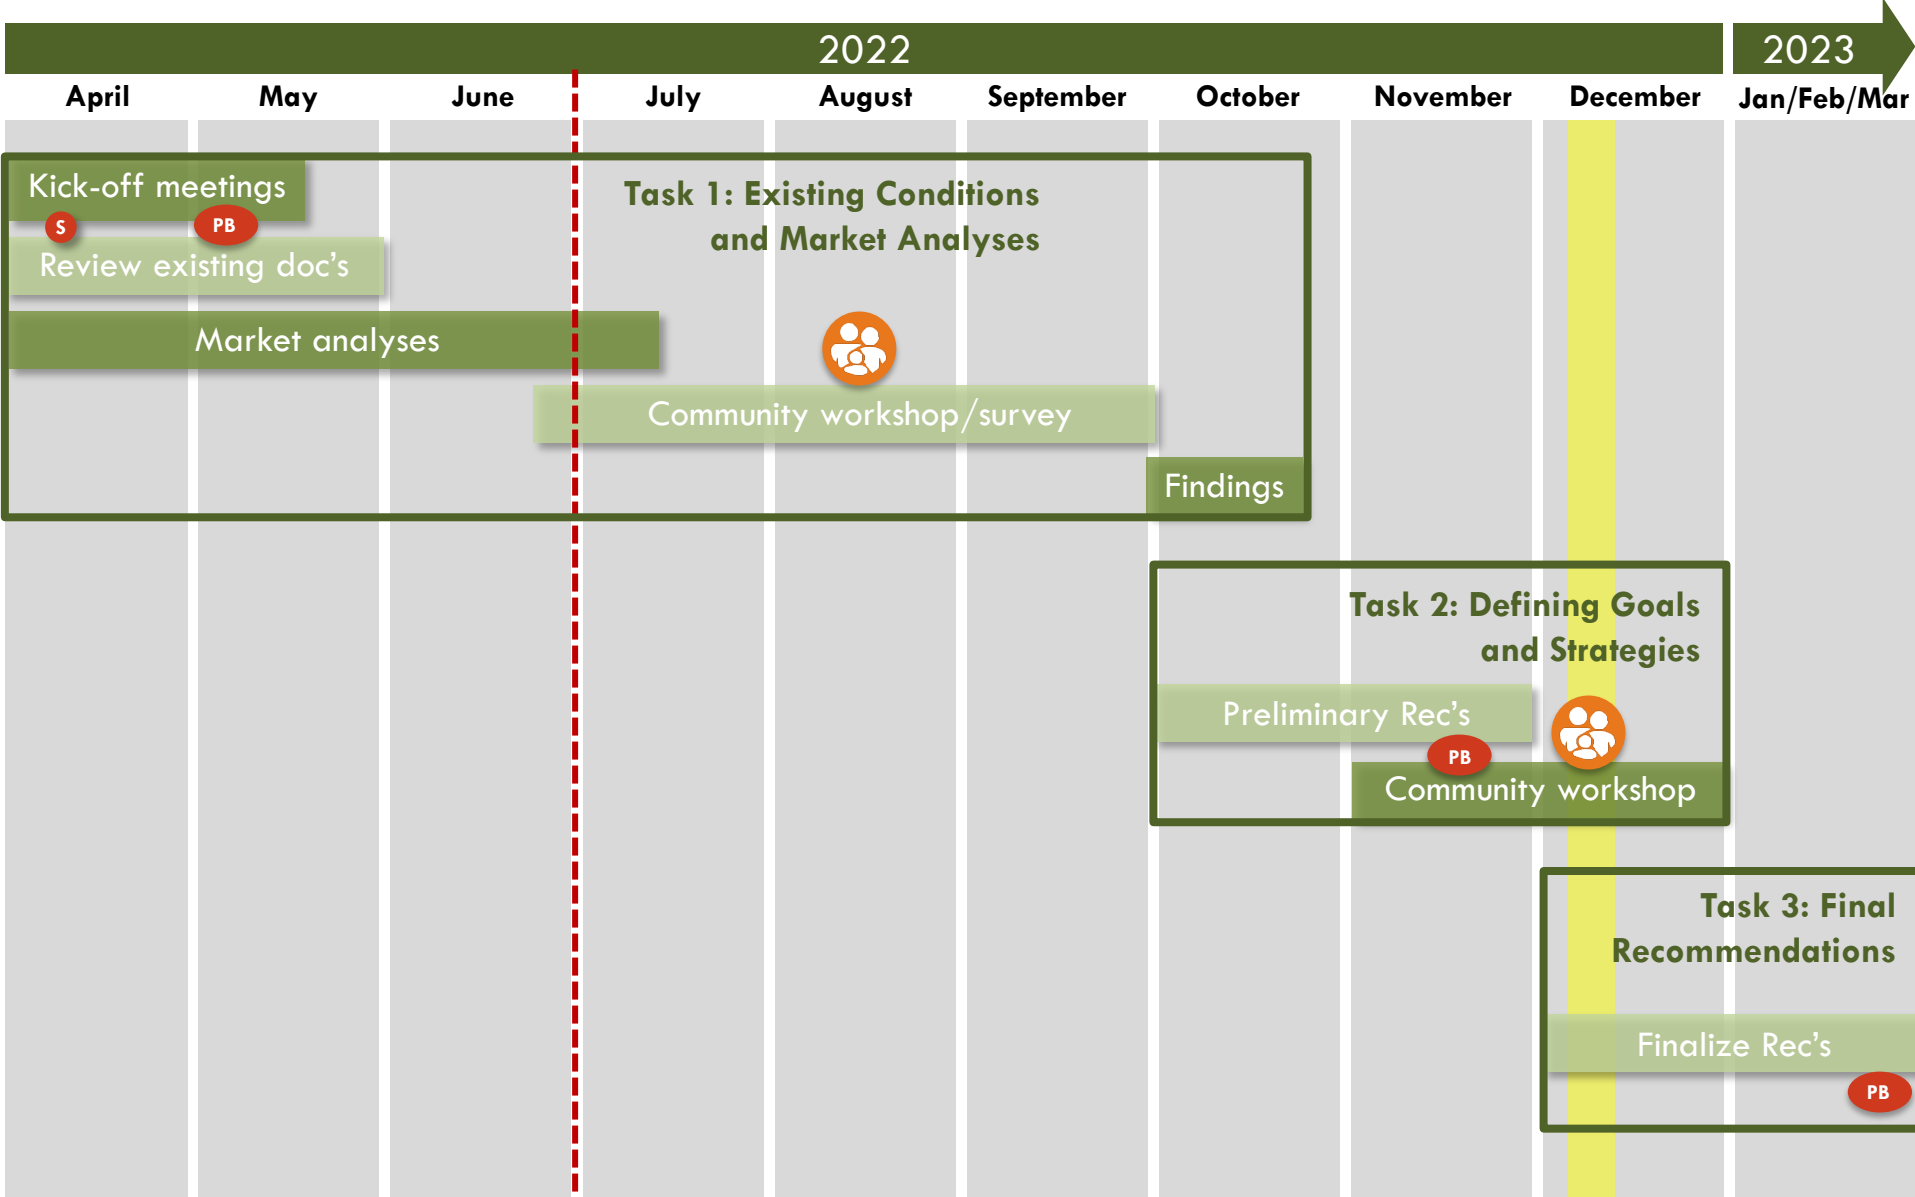 2022
2023
April
May
June
July
August
September
October
November
December
Jan/Feb/Mar
Kick-off meetings
S
PB
Review existing doc's
Task 1: Existing Conditions
and Market Analyses
Market analyses
Community workshop/survey
Findings
Task 2: Defining Goals
and Strategies
Preliminary Rec's
PB
Community workshop
Task 3: Final
Recommendations
Finalize Rec's
PB